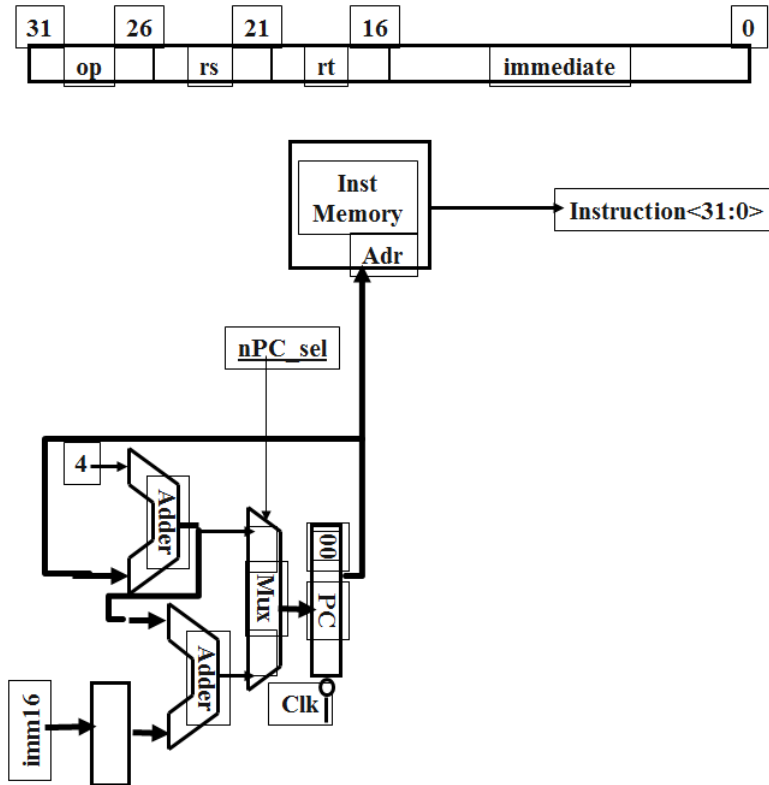 31 26 21 16 0
op rs rt immediate
Inst
Memory
Adr
Instruction<31:0>
nPC_sel
4
Adder
00
Mux
PC
Adder
imm16
Clk